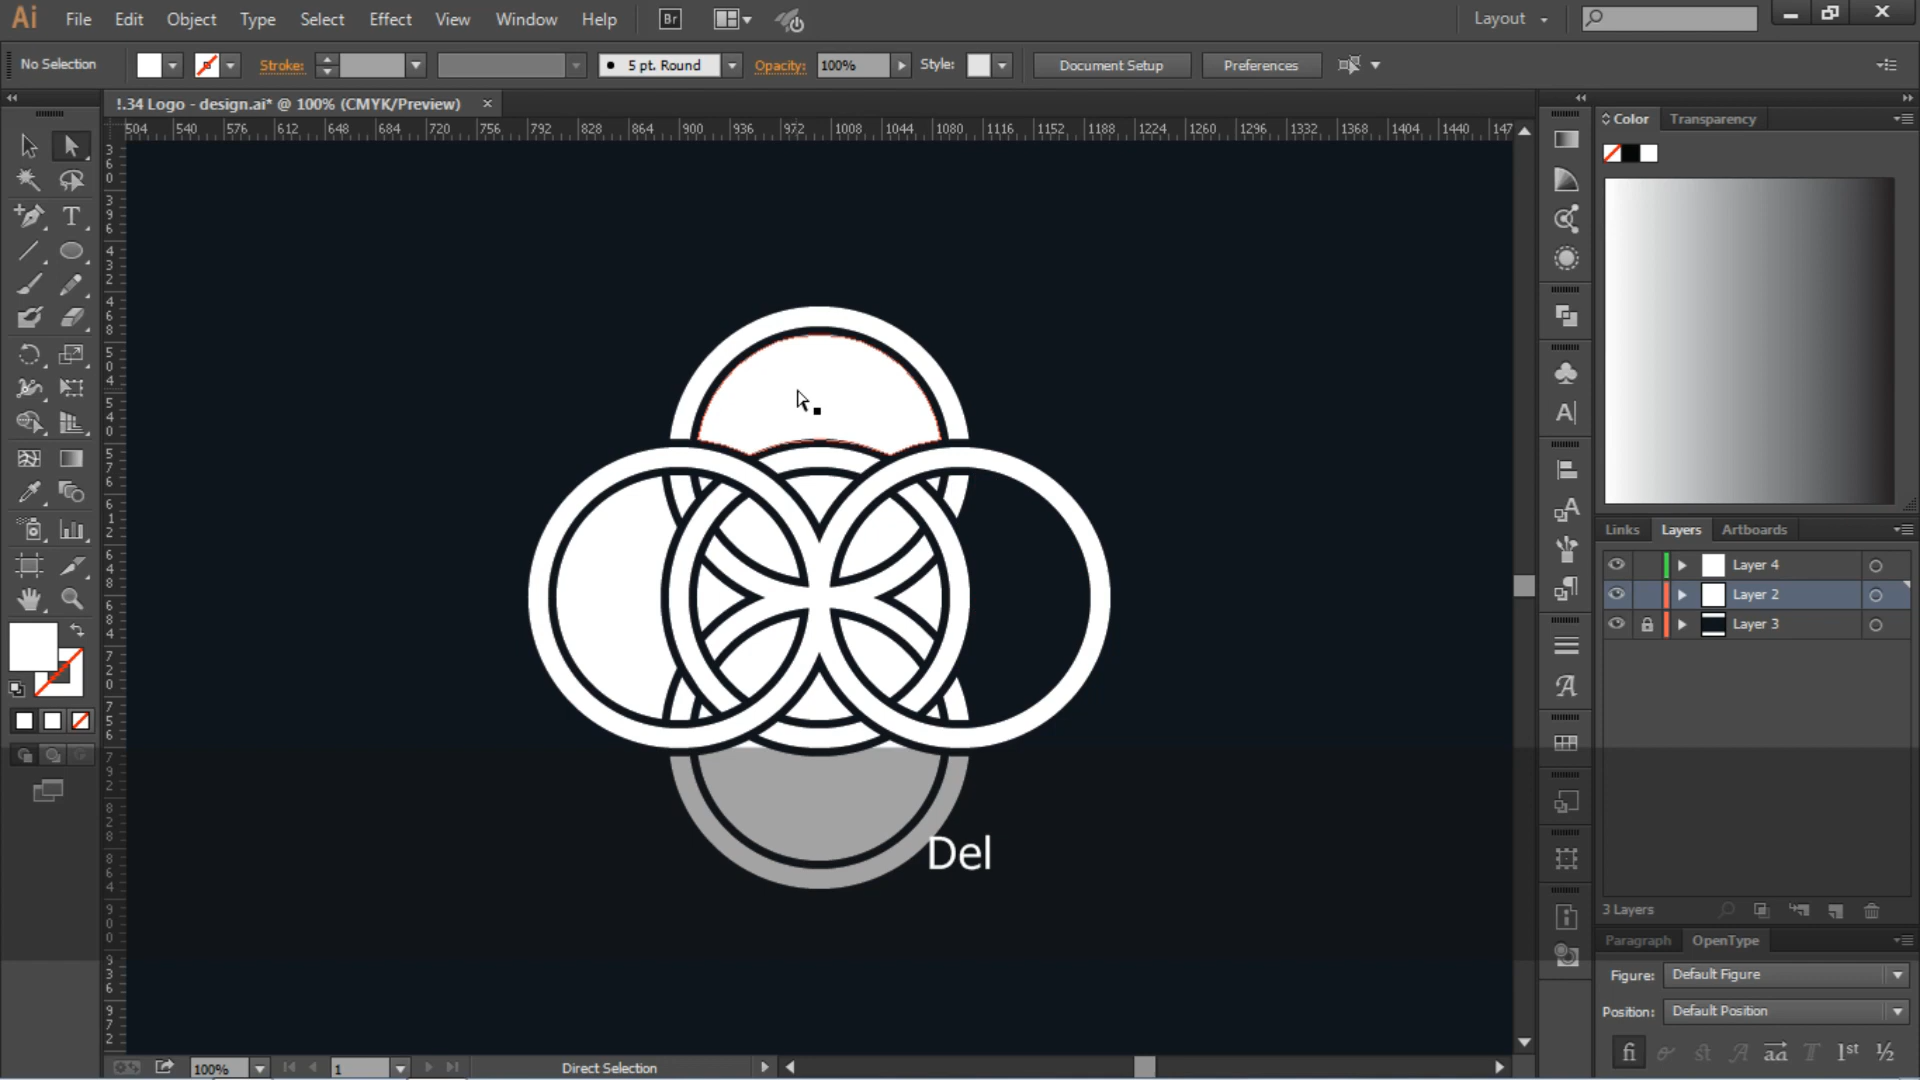 Ai File Edit Object Type Select Effect View Window Help Br Layout
No Selection Stroke: 5 pt. Round Opacity: 100% Style: Document Setup Preferences
!.34 Logo - design.ai* @ 100% (CMYK/Preview)
504 540 576 612 648 684 720 756 792 828 864 900 936 972 1008 1044 1080 1116 1152 1188 1224 1260 1296 1332 1368 1404 1440 147
Color Transparency
Links Layers Artboards
Layer 4
Layer 2
Layer 3
Del
3 Layers
Paragraph OpenType
Figure: Default Figure
Position: Default Position
100% 1 Direct Selection